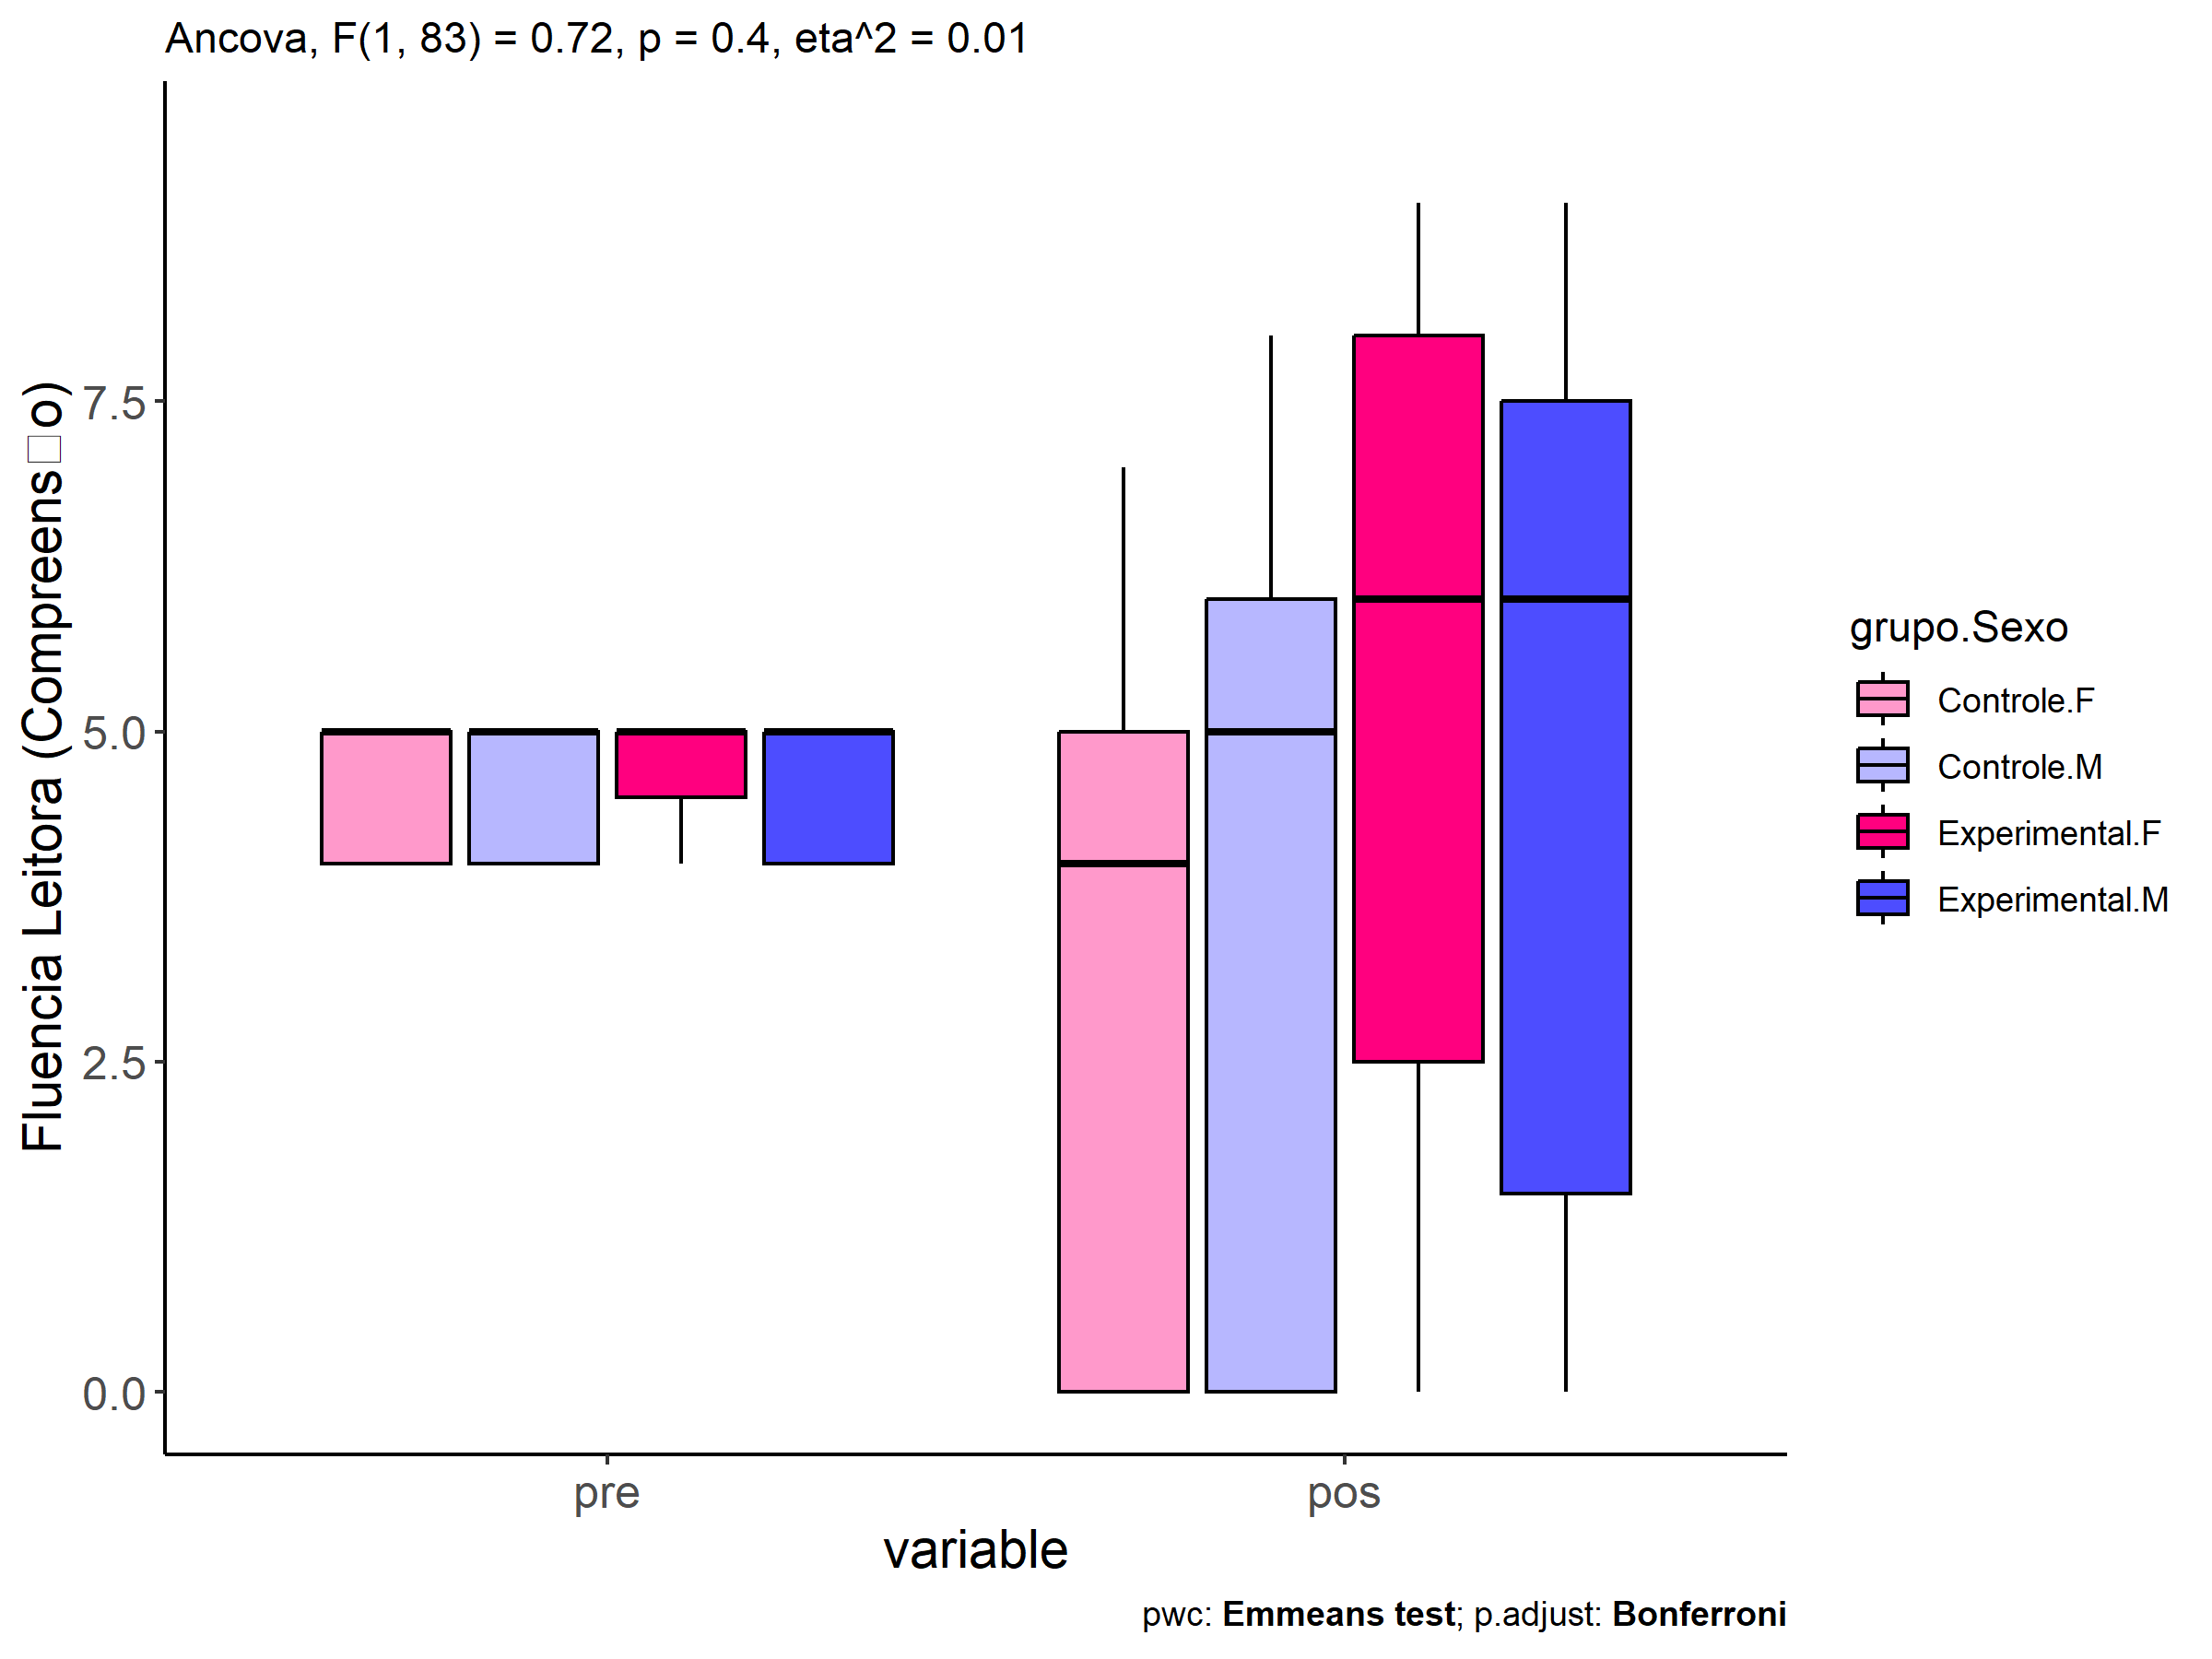 Ancova, F(1, 83) = 0.72, p = 0.4, eta^2 = 0.01
Fluencia Leitora (Compreens□o)
7.5
5.0
2.5
0.0
pre
pos
variable
grupo.Sexo
Controle.F
Controle.M
Experimental.F
Experimental.M
pwc: Emmeans test; p.adjust: Bonferroni